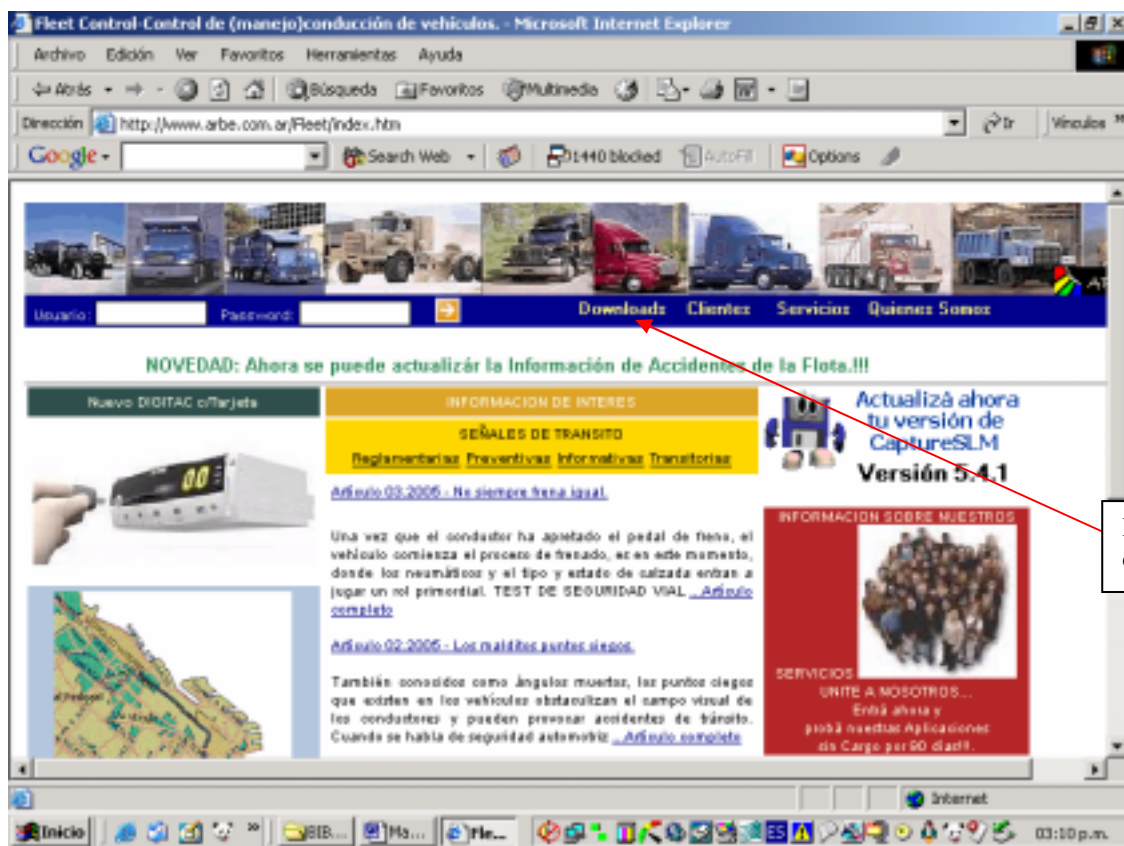 Fleet Control-Control de (manejo)conducción de vehículos. - Microsoft Internet Explorer
Archivo Edición Ver Favoritos Herramientas Ayuda
Atrás Búsqueda Favoritos Multimedia
Dirección http://www.arbe.com.ar/Fleet/index.htm Ir Vínculos
Google Search Web 1440 blocked AutoFill Options
Usuario: Password: Downloads Clientes Servicios Quienes Somos
NOVEDAD: Ahora se puede actualizár la Información de Accidentes de la Flota.!!!
Nuevo DIGITAC c/Tarjeta
00
INFORMACION DE INTERES
SEÑALES DE TRANSITO
Reglamentarias Preventivas Informativas Transitorias
Artículo 03.2005 - No siempre frena igual.
Una vez que el conductor ha apretado el pedal de freno, el
vehículo comienza el proceso de frenado, es en este momento,
donde los neumáticos y el tipo y estado de calzada entran a
jugar un rol primordial. TEST DE SEGURIDAD VIAL ...Artículo
completo
Artículo 02.2005 - Los malditos puntos ciegos.
También conocidos como ángulos muertos, los puntos ciegos
que existen en los vehículos obstaculizan el campo visual de
los conductores y pueden provocar accidentes de tránsito.
Cuando se habla de seguridad automotriz ...Artículo completo
Actualizá ahora
tu versión de
CaptureSLM
Versión 5.4.1
INFORMACION SOBRE NUESTROS
SERVICIOS
UNITE A NOSOTROS...
Entrá ahora y
probá nuestras Aplicaciones
sin Cargo por 90 días!!!.
Internet
Inicio BIB... Ma... Fle... ES 03:10 p.m.